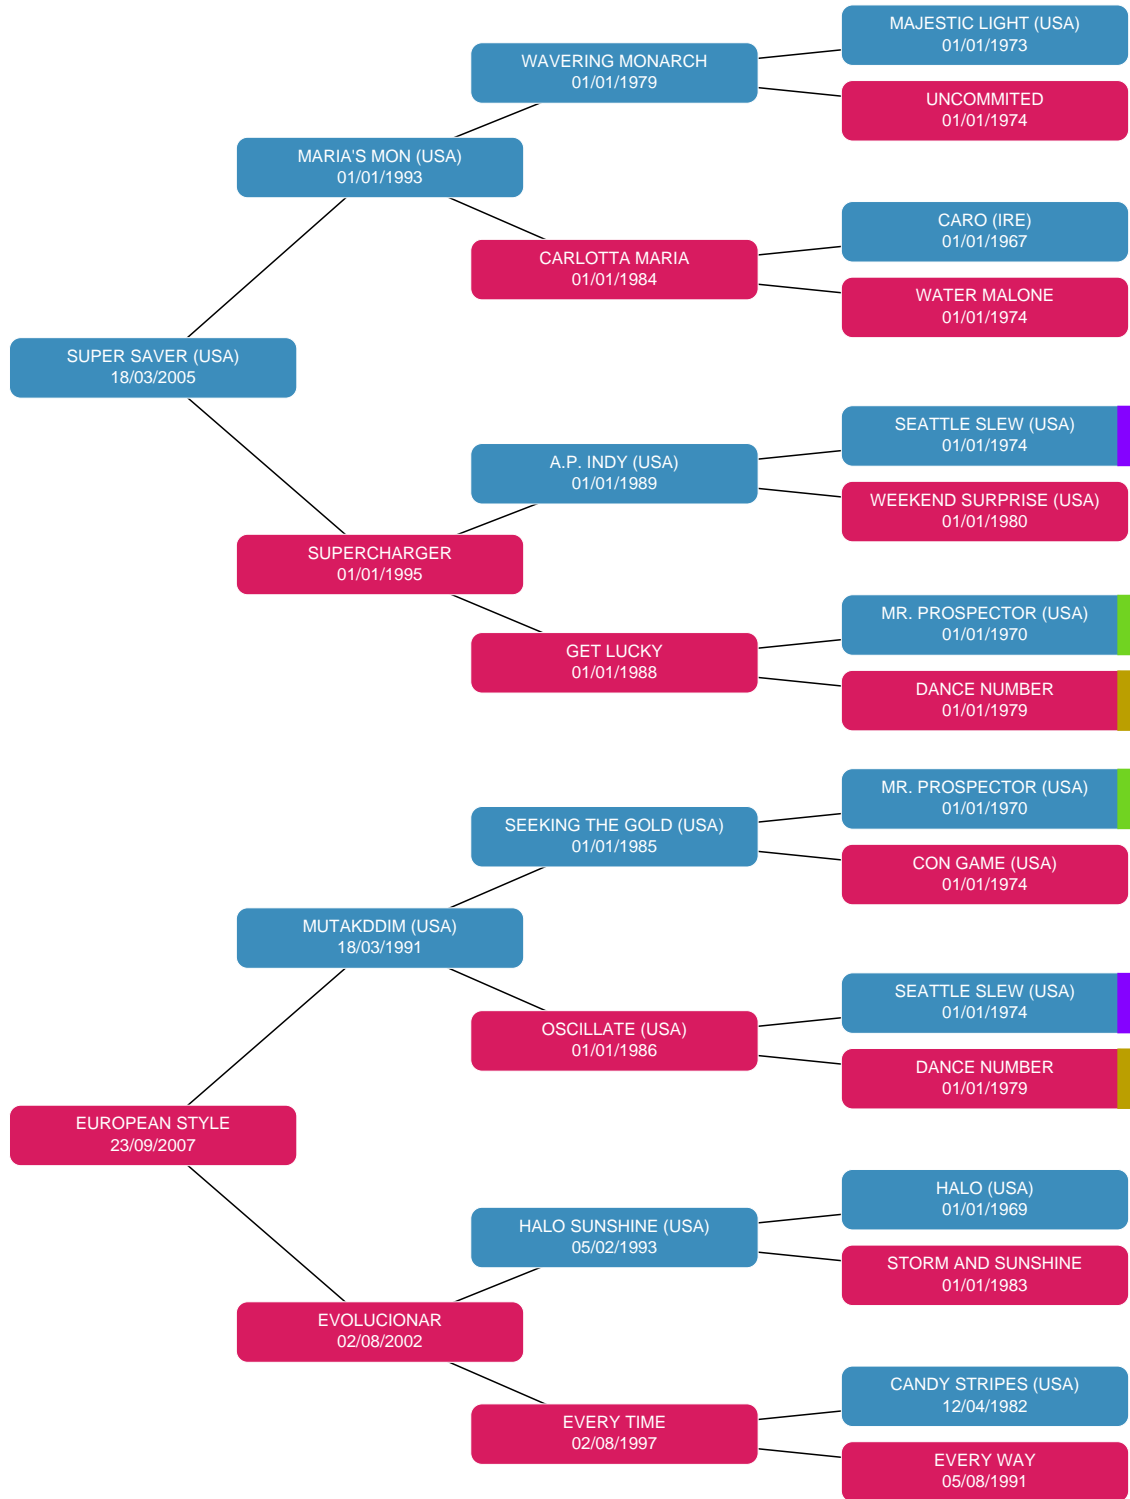 MAJESTIC LIGHT (USA)
01/01/1973
WAVERING MONARCH
01/01/1979
UNCOMMITED
01/01/1974
MARIA'S MON (USA)
01/01/1993
CARO (IRE)
01/01/1967
CARLOTTA MARIA
01/01/1984
WATER MALONE
01/01/1974
SUPER SAVER (USA)
18/03/2005
SEATTLE SLEW (USA)
01/01/1974
A.P. INDY (USA)
01/01/1989
WEEKEND SURPRISE (USA)
01/01/1980
SUPERCHARGER
01/01/1995
MR. PROSPECTOR (USA)
01/01/1970
GET LUCKY
01/01/1988
DANCE NUMBER
01/01/1979
MR. PROSPECTOR (USA)
01/01/1970
SEEKING THE GOLD (USA)
01/01/1985
CON GAME (USA)
01/01/1974
MUTAKDDIM (USA)
18/03/1991
SEATTLE SLEW (USA)
01/01/1974
OSCILLATE (USA)
01/01/1986
DANCE NUMBER
01/01/1979
EUROPEAN STYLE
23/09/2007
HALO (USA)
01/01/1969
HALO SUNSHINE (USA)
05/02/1993
STORM AND SUNSHINE
01/01/1983
EVOLUCIONAR
02/08/2002
CANDY STRIPES (USA)
12/04/1982
EVERY TIME
02/08/1997
EVERY WAY
05/08/1991